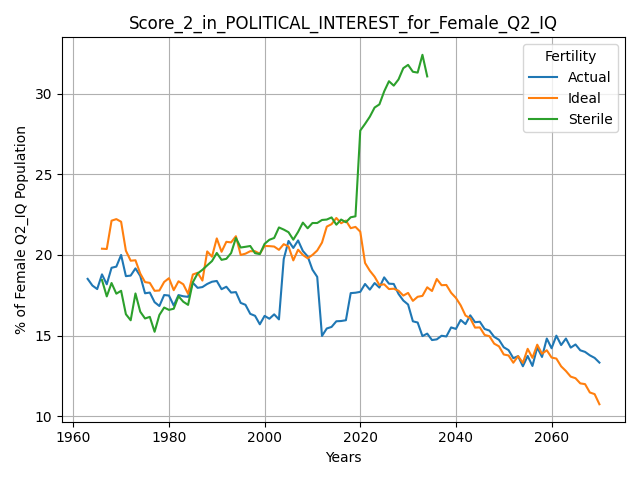 Score_2_in_POLITICAL_INTEREST_for_Female_Q2_IQ
Fertility
Actual
Ideal
Sterile
% of Female Q2_IQ Population
30
25
20
15
10
1960
1980
2000
2020
2040
2060
Years